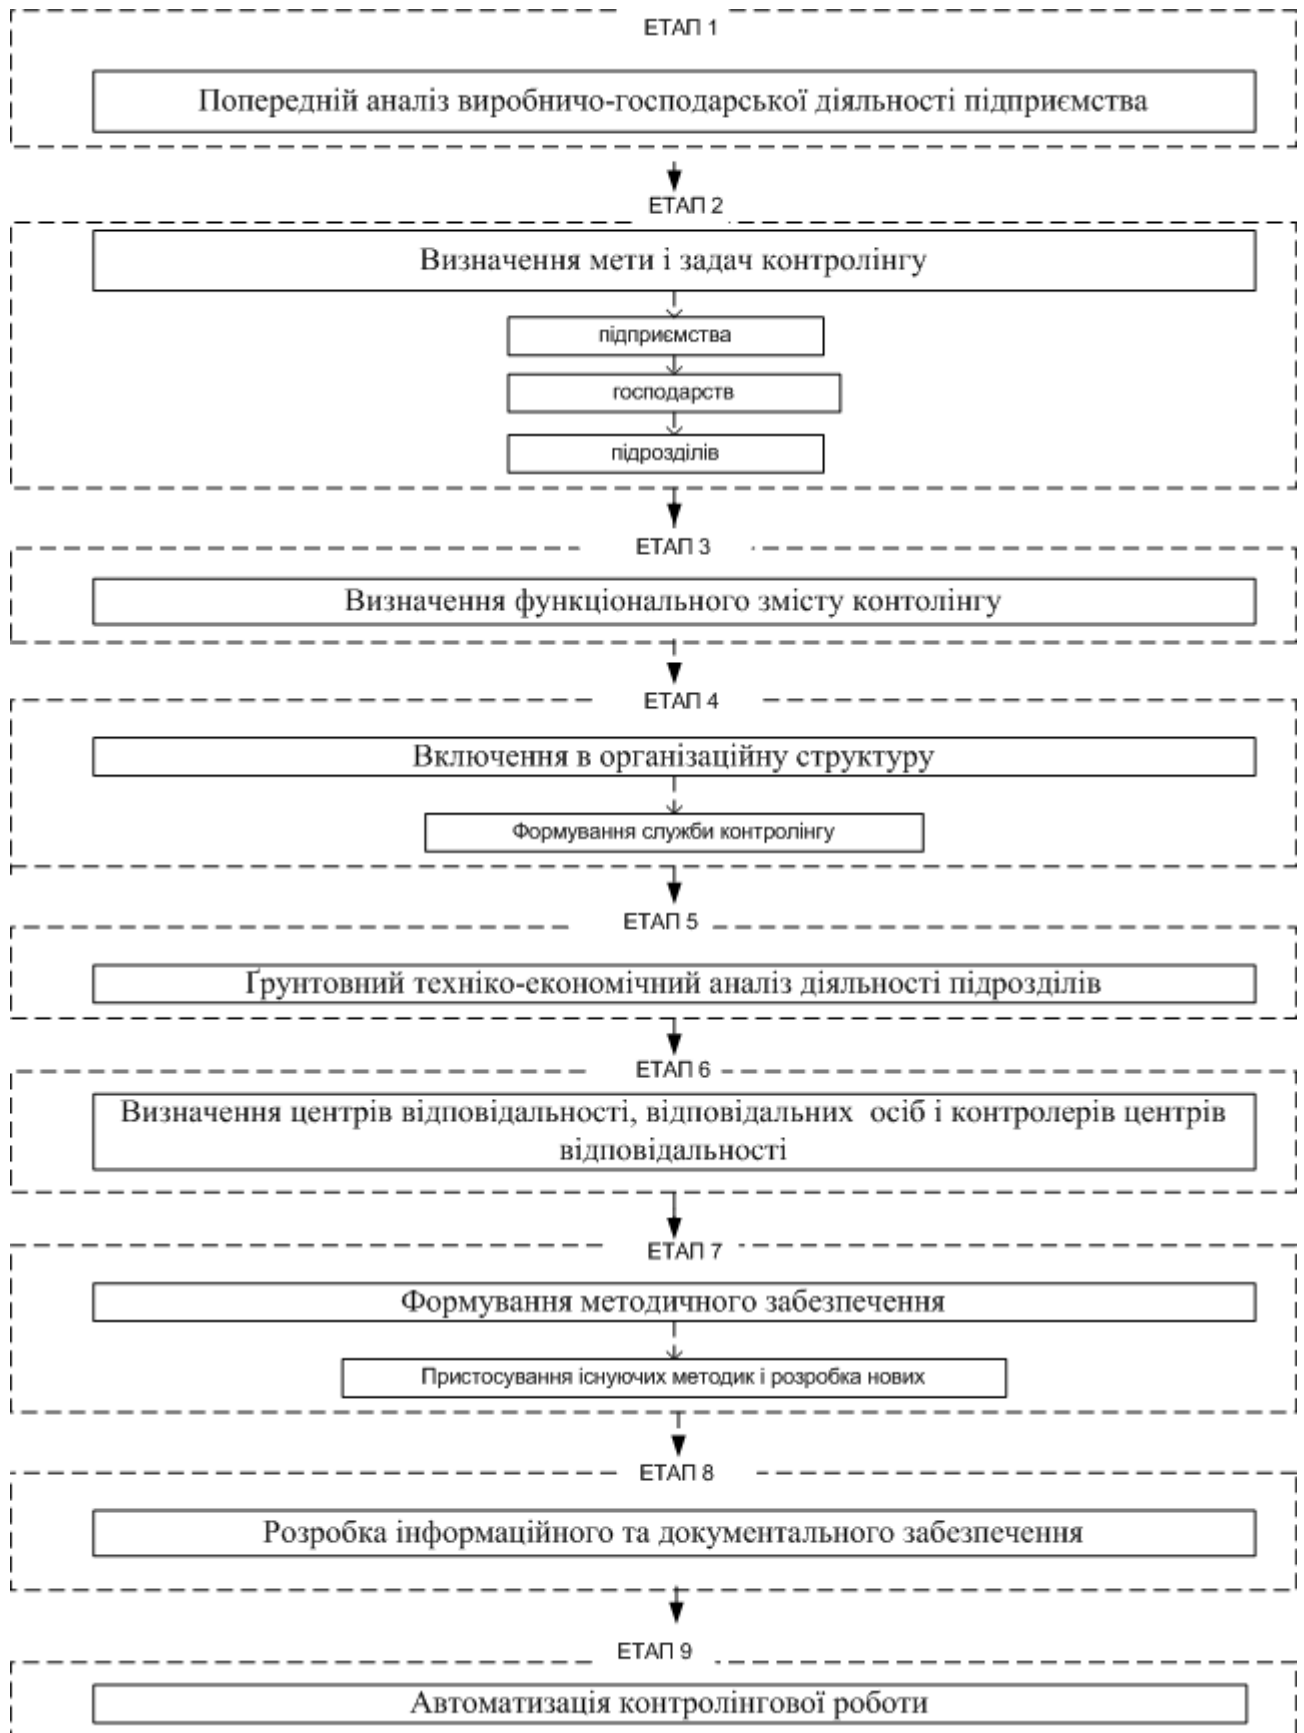 ЕТАП 1
Попередній аналіз виробничо-господарської діяльності підприємства
ЕТАП 2
Визначення мети і задач контролінгу
підприємства
господарств
підрозділів
ЕТАП 3
Визначення функціонального змісту контолінгу
ЕТАП 4
Включення в організаційну структуру
Формування служби контролінгу
ЕТАП 5
Ґрунтовний техніко-економічний аналіз діяльності підрозділів
ЕТАП 6
Визначення центрів відповідальності, відповідальних осіб і контролерів центрів
відповідальності
ЕТАП 7
Формування методичного забезпечення
Пристосування існуючих методик і розробка нових
ЕТАП 8
Розробка інформаційного та документального забезпечення
ЕТАП 9
Автоматизація контролінгової роботи